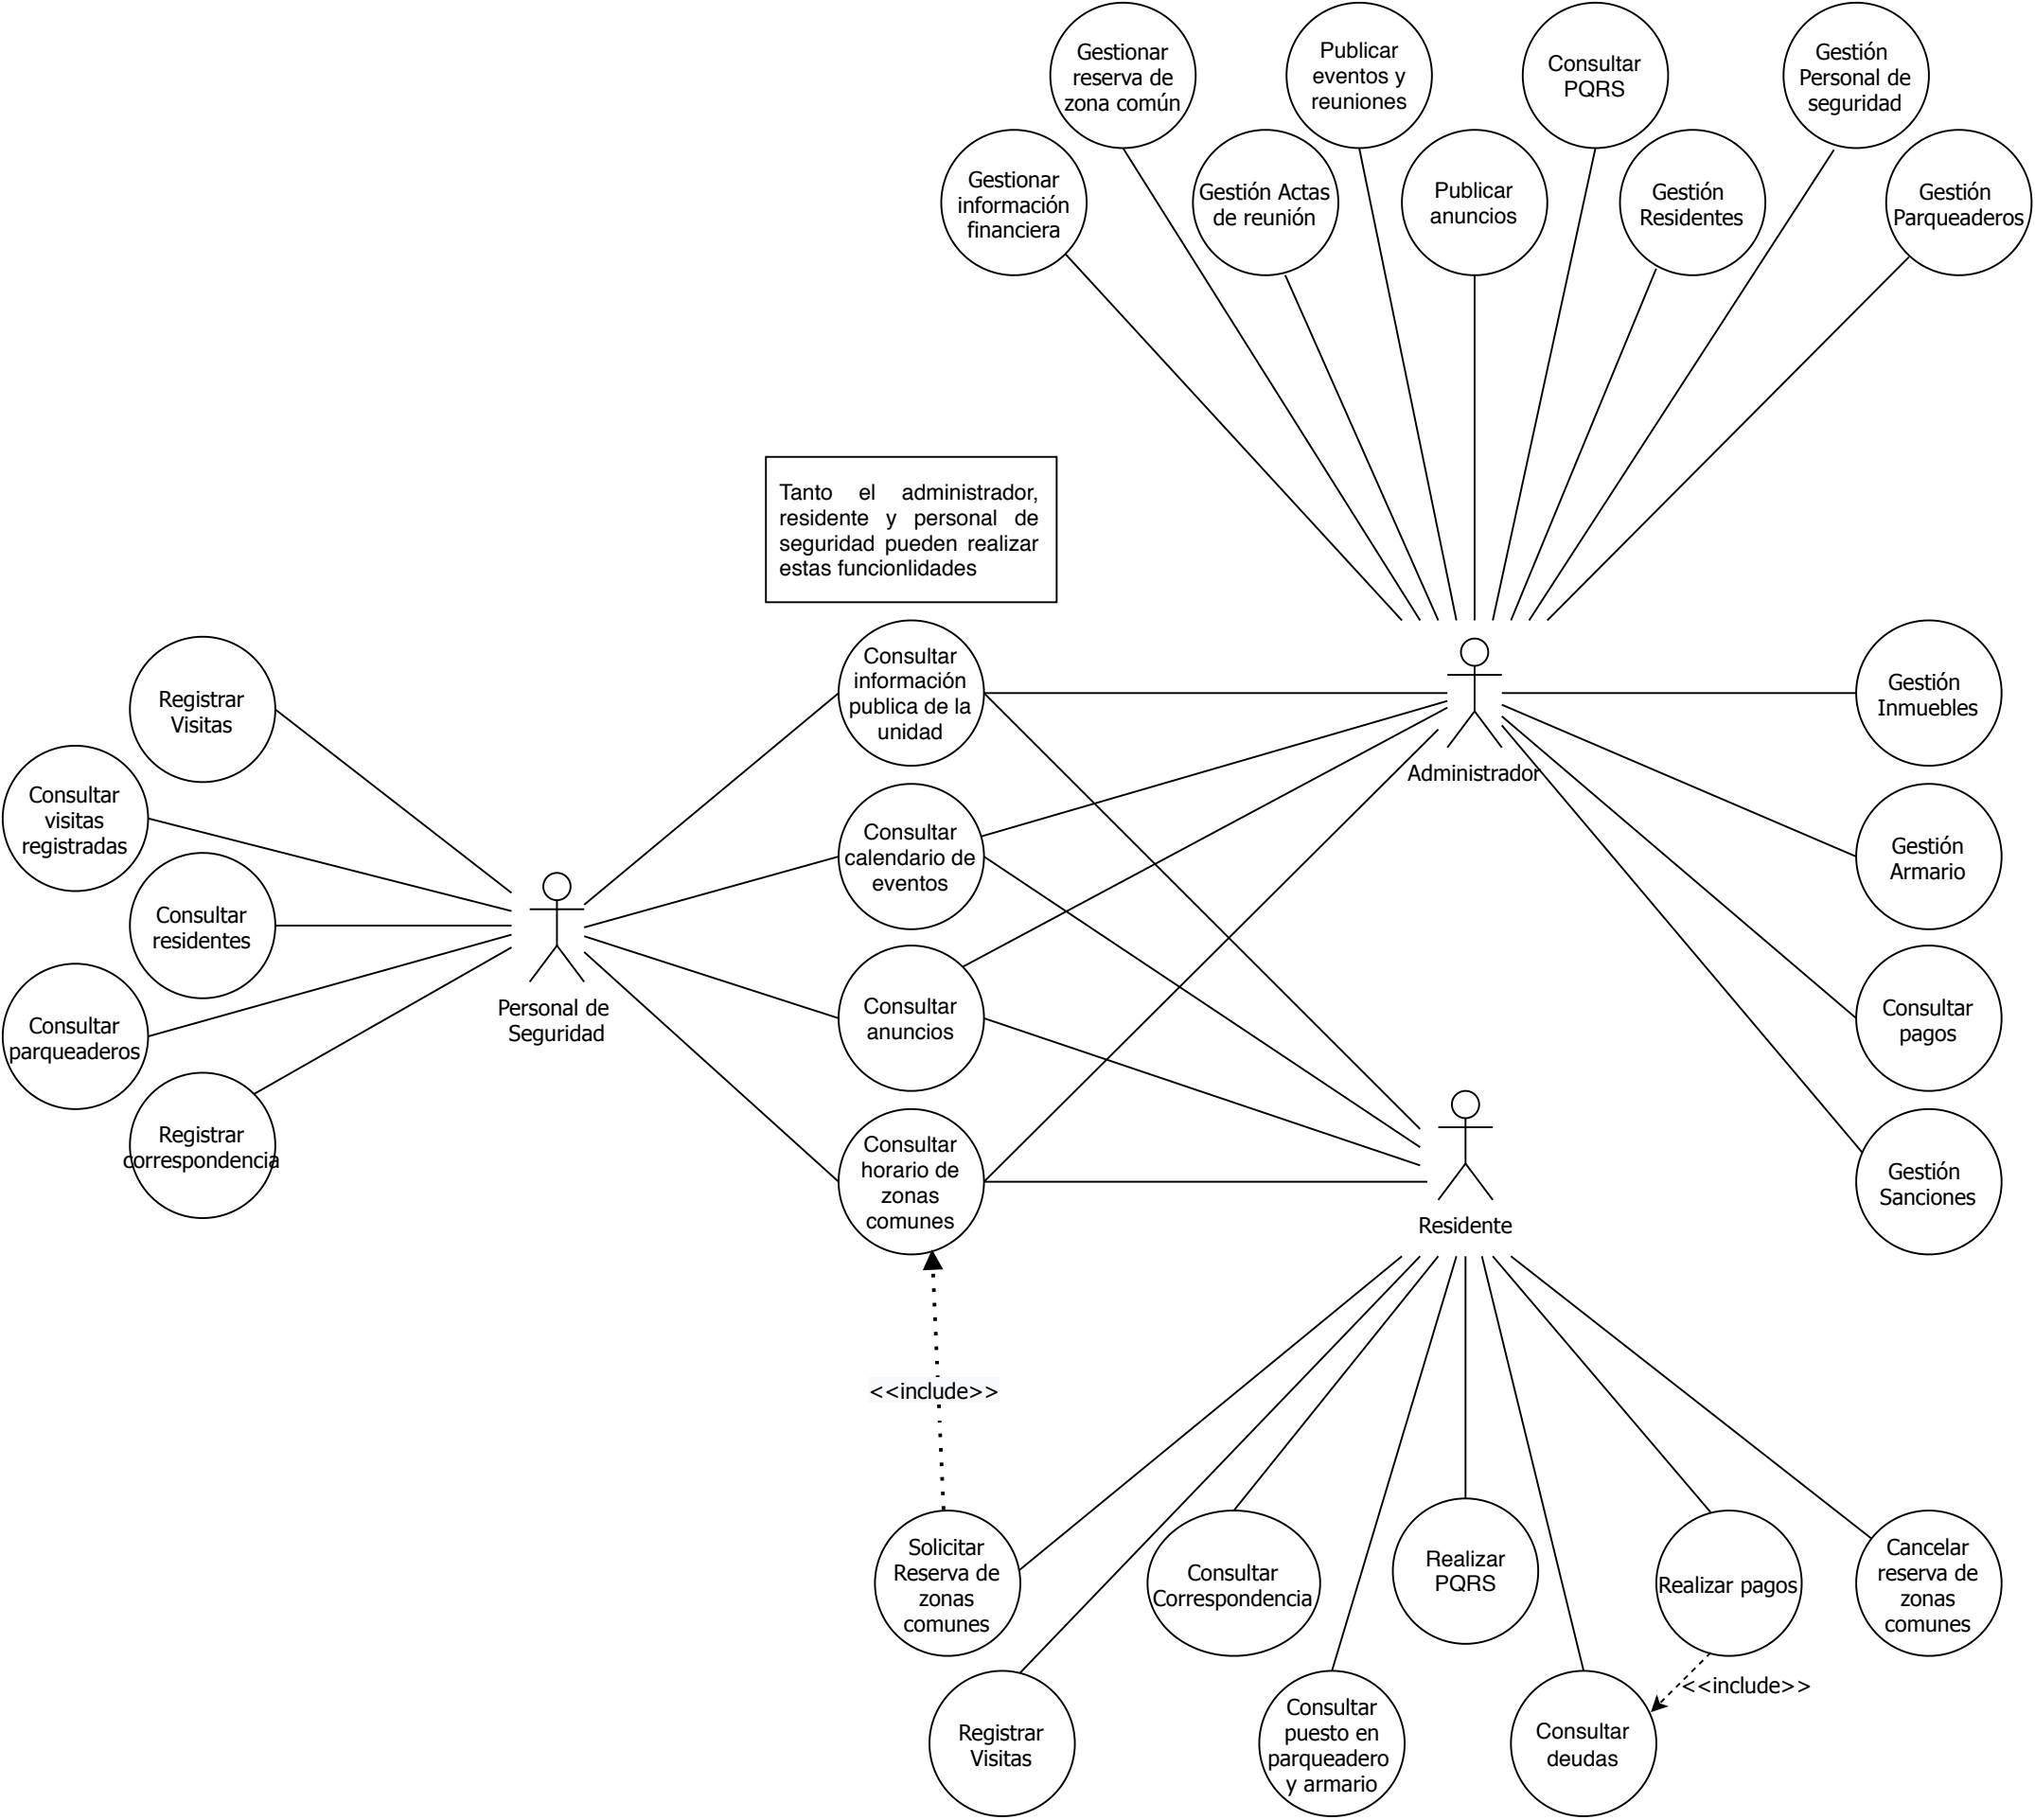 Gestionar
reserva de
zona común
Publicar
eventos y
reuniones
Consultar
PQRS
Gestión
Personal de
seguridad
Gestionar
información
financiera
Gestión Actas
de reunión
Publicar
anuncios
Gestión
Residentes
Gestión
Parqueaderos
Tanto el administrador,
residente y personal de
seguridad pueden realizar
estas funcionlidades
Registrar
Visitas
Consultar
visitas
registradas
Consultar
residentes
Consultar
parqueaderos
Registrar
correspondencia
Personal de
Seguridad
Consultar
información
publica de la
unidad
Consultar
calendario de
eventos
Consultar
anuncios
Consultar
horario de
zonas
comunes
Administrador
Gestión
Inmuebles
Gestión
Armario
Consultar
pagos
Gestión
Sanciones
Residente
<<include>>
Solicitar
Reserva de
zonas
comunes
Consultar
Correspondencia
Realizar
PQRS
Realizar pagos
Cancelar
reserva de
zonas
comunes
<<include>>
Registrar
Visitas
Consultar
puesto en
parqueadero
y armario
Consultar
deudas